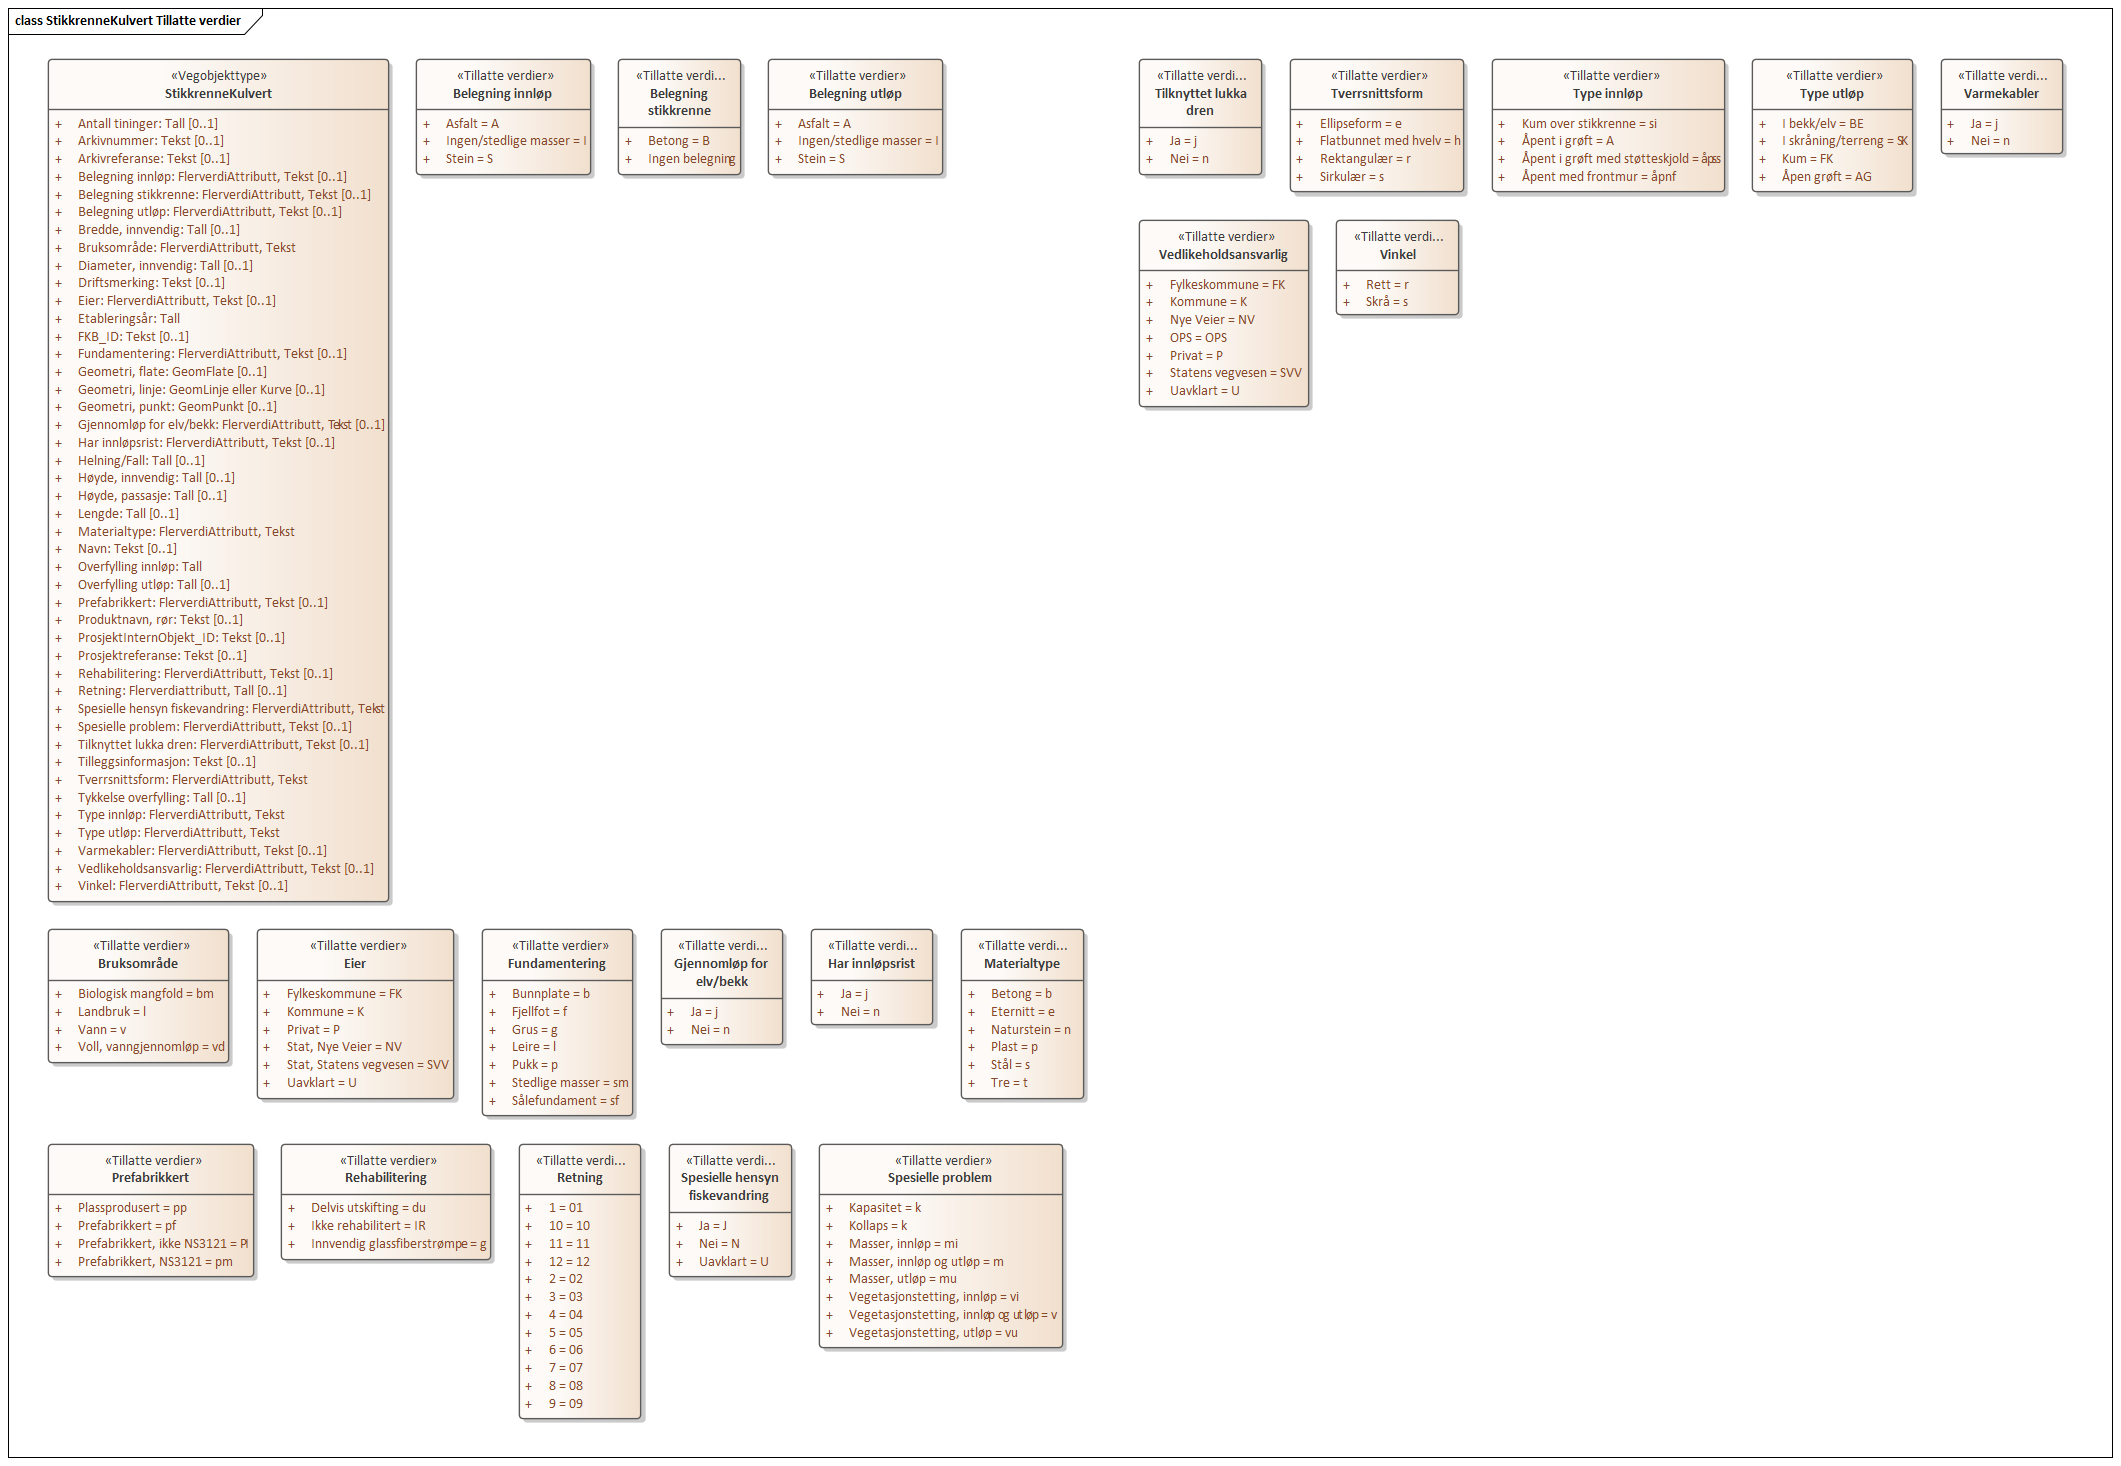 class StikkrenneKulvert Tillatte verdier
«Vegobjekttype»
StikkrenneKulvert
+ Antall tininger: Tall [0..1]
+ Arkivnummer: Tekst [0..1]
+ Arkivreferanse: Tekst [0..1]
+ Belegning innløp: FlerverdiAttributt, Tekst [0..1]
+ Belegning stikkrenne: FlerverdiAttributt, Tekst [0..1]
+ Belegning utløp: FlerverdiAttributt, Tekst [0..1]
+ Bredde, innvendig: Tall [0..1]
+ Bruksområde: FlerverdiAttributt, Tekst
+ Diameter, innvendig: Tall [0..1]
+ Driftsmerking: Tekst [0..1]
+ Eier: FlerverdiAttributt, Tekst [0..1]
+ Etableringsår: Tall
+ FKB_ID: Tekst [0..1]
+ Fundamentering: FlerverdiAttributt, Tekst [0..1]
+ Geometri, flate: GeomFlate [0..1]
+ Geometri, linje: GeomLinje eller Kurve [0..1]
+ Geometri, punkt: GeomPunkt [0..1]
+ Gjennomløp for elv/bekk: FlerverdiAttributt, Tekst [0..1]
+ Har innløpsrist: FlerverdiAttributt, Tekst [0..1]
+ Helning/Fall: Tall [0..1]
+ Høyde, innvendig: Tall [0..1]
+ Høyde, passasje: Tall [0..1]
+ Lengde: Tall [0..1]
+ Materialtype: FlerverdiAttributt, Tekst
+ Navn: Tekst [0..1]
+ Overfylling innløp: Tall
+ Overfylling utløp: Tall [0..1]
+ Prefabrikkert: FlerverdiAttributt, Tekst [0..1]
+ Produktnavn, rør: Tekst [0..1]
+ ProsjektInternObjekt_ID: Tekst [0..1]
+ Prosjektreferanse: Tekst [0..1]
+ Rehabilitering: FlerverdiAttributt, Tekst [0..1]
+ Retning: Flerverdiattributt, Tall [0..1]
+ Spesielle hensyn fiskevandring: FlerverdiAttributt, Tekst
+ Spesielle problem: FlerverdiAttributt, Tekst [0..1]
+ Tilknyttet lukka dren: FlerverdiAttributt, Tekst [0..1]
+ Tilleggsinformasjon: Tekst [0..1]
+ Tverrsnittsform: FlerverdiAttributt, Tekst
+ Tykkelse overfylling: Tall [0..1]
+ Type innløp: FlerverdiAttributt, Tekst
+ Type utløp: FlerverdiAttributt, Tekst
+ Varmekabler: FlerverdiAttributt, Tekst [0..1]
+ Vedlikeholdsansvarlig: FlerverdiAttributt, Tekst [0..1]
+ Vinkel: FlerverdiAttributt, Tekst [0..1]
«Tillatte verdier»
Belegning innløp
+ Asfalt = A
+ Ingen/stedlige masser = I
+ Stein = S
«Tillatte verdi...
Belegning
stikkrenne
+ Betong = B
+ Ingen belegning
«Tillatte verdier»
Belegning utløp
+ Asfalt = A
+ Ingen/stedlige masser = I
+ Stein = S
«Tillatte verdi...
Tilknyttet lukka
dren
+ Ja = j
+ Nei = n
«Tillatte verdier»
Tverrsnittsform
+ Ellipseform = e
+ Flatbunnet med hvelv = h
+ Rektangulær = r
+ Sirkulær = s
«Tillatte verdier»
Type innløp
+ Kum over stikkrenne = si
+ Åpent i grøft = A
+ Åpent i grøft med støtteskjold =
+ Åpent med frontmur = åpnf
«Tillatte verdier»
Type utløp
+ I bekk/elv = BE
+ I skråning/terreng = SK
+ Kum = FK
+ Åpen grøft = AG
«Tillatte verdi...
Varmekabler
+ Ja = j
+ Nei = n
«Tillatte verdier»
Vedlikeholdsansvarlig
+ Fylkeskommune = FK
+ Kommune = K
+ Nye Veier = NV
+ OPS = OPS
+ Privat = P
+ Statens vegvesen = SVV
+ Uavklart = U
«Tillatte verdi...
Vinkel
+ Rett = r
+ Skrå = s
«Tillatte verdier»
Bruksområde
+ Biologisk mangfold = bm
+ Landbruk = l
+ Vann = v
+ Voll, vanngjennomløp = vd
«Tillatte verdier»
Eier
+ Fylkeskommune = FK
+ Kommune = K
+ Privat = P
+ Stat, Nye Veier = NV
+ Stat, Statens vegvesen = SVV
+ Uavklart = U
«Tillatte verdier»
Fundamentering
+ Bunnplate = b
+ Fjellfot = f
+ Grus = g
+ Leire = l
+ Pukk = p
+ Stedlige masser = sm
+ Sålefundament = sf
«Tillatte verdi...
Gjennomløp for
elv/bekk
+ Ja = j
+ Nei = n
«Tillatte verdi...
Har innløpsrist
+ Ja = j
+ Nei = n
«Tillatte verdi...
Materialtype
+ Betong = b
+ Eternitt = e
+ Naturstein = n
+ Plast = p
+ Stål = s
+ Tre = t
«Tillatte verdier»
Prefabrikkert
+ Plassprodusert = pp
+ Prefabrikkert = pf
+ Prefabrikkert, ikke NS3121 =
+ Prefabrikkert, NS3121 = pm
«Tillatte verdier»
Rehabilitering
+ Delvis utskifting = du
+ Ikke rehabilitert = IR
+ Innvendig glassfiberstrømpe = g
«Tillatte verdi...
Retning
+ 1 = 01
+ 10 = 10
+ 11 = 11
+ 12 = 12
+ 2 = 02
+ 3 = 03
+ 4 = 04
+ 5 = 05
+ 6 = 06
+ 7 = 07
+ 8 = 08
+ 9 = 09
«Tillatte verdi...
Spesielle hensyn
fiskevandring
+ Ja = J
+ Nei = N
+ Uavklart = U
«Tillatte verdier»
Spesielle problem
+ Kapasitet = k
+ Kollaps = k
+ Masser, innløp = mi
+ Masser, innløp og utløp = m
+ Masser, utløp = mu
+ Vegetasjonstetting, innløp = vi
+ Vegetasjonstetting, innløp og utløp = v
+ Vegetasjonstetting, utløp = vu